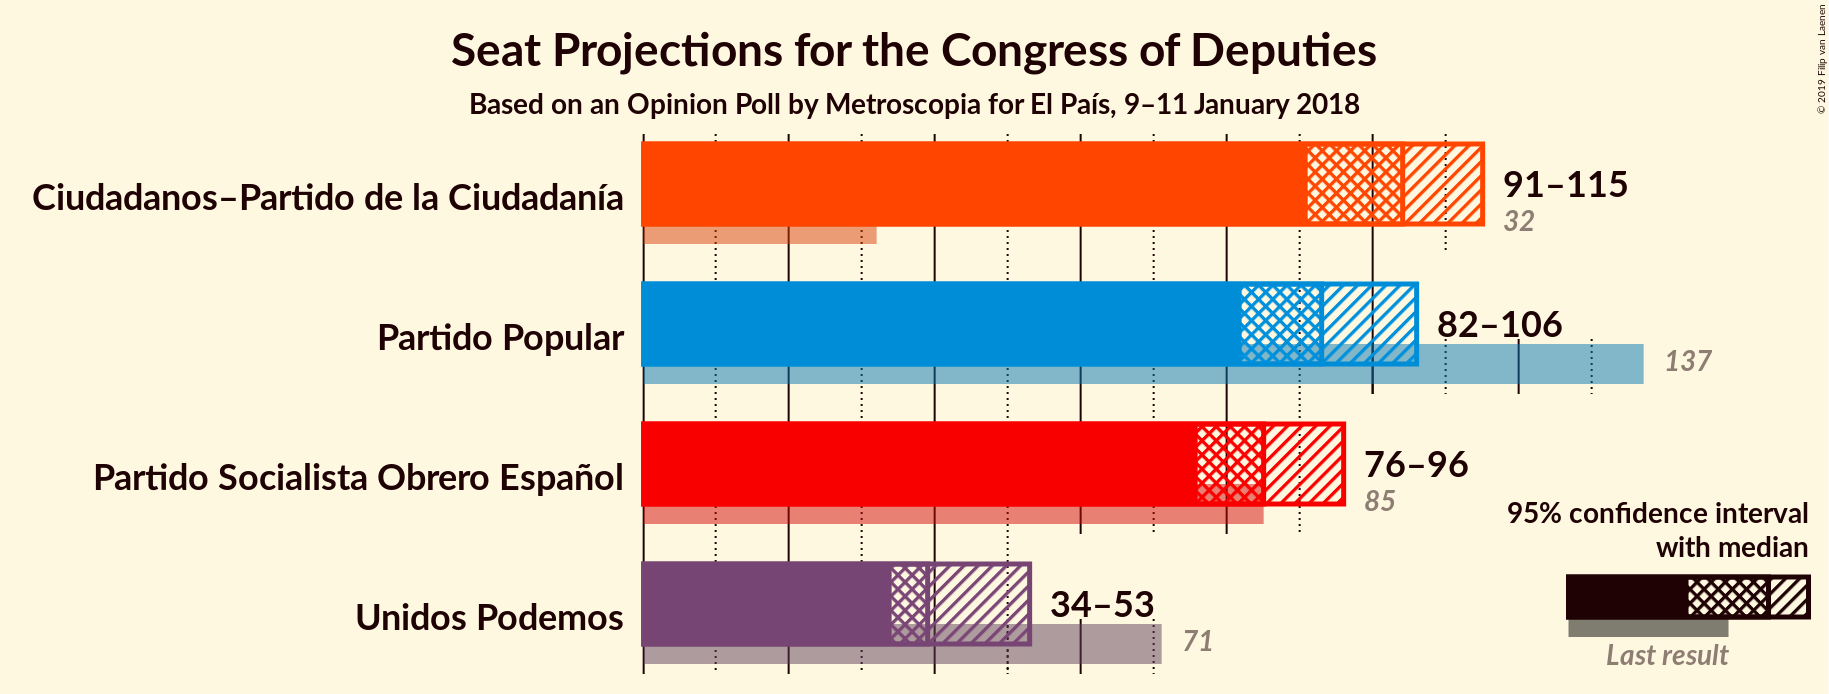 Seat Projections for the Congress of Deputies
Based on an Opinion Poll by Metroscopia for El País, 9–11 January 2018
© 2019 Filip van Laenen
Ciudadanos–Partido de la Ciudadanía
91–115
32
Partido Popular
82–106
137
Partido Socialista Obrero Español
76–96
85
Unidos Podemos
34–53
71
95% confidence interval
with median
Last result